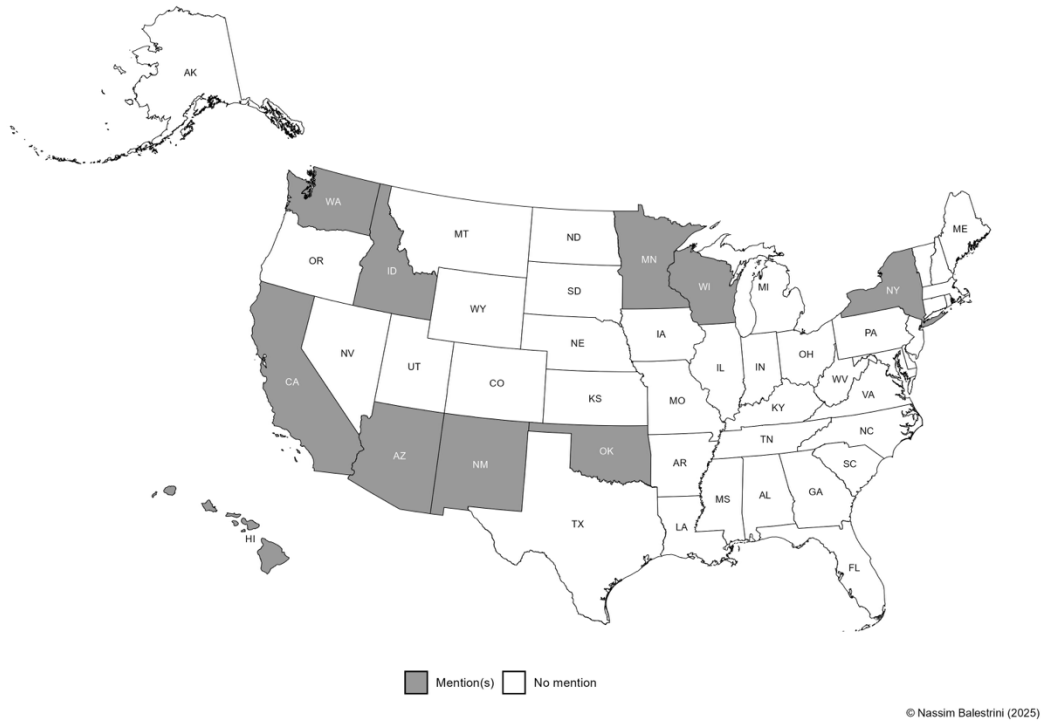 AK
WA
MT
ND
MN
ME
OR
ID
SD
WI
MI
NY
WY
IA
PA
NV
UT
NE
IL
IN
OH
CA
CO
KS
MO
WV
VA
KY
NC
TN
AZ
NM
OK
AR
SC
MS
AL
GA
TX
LA
HI
FL
Mention(s)
No mention
© Nassim Balestrini (2025)